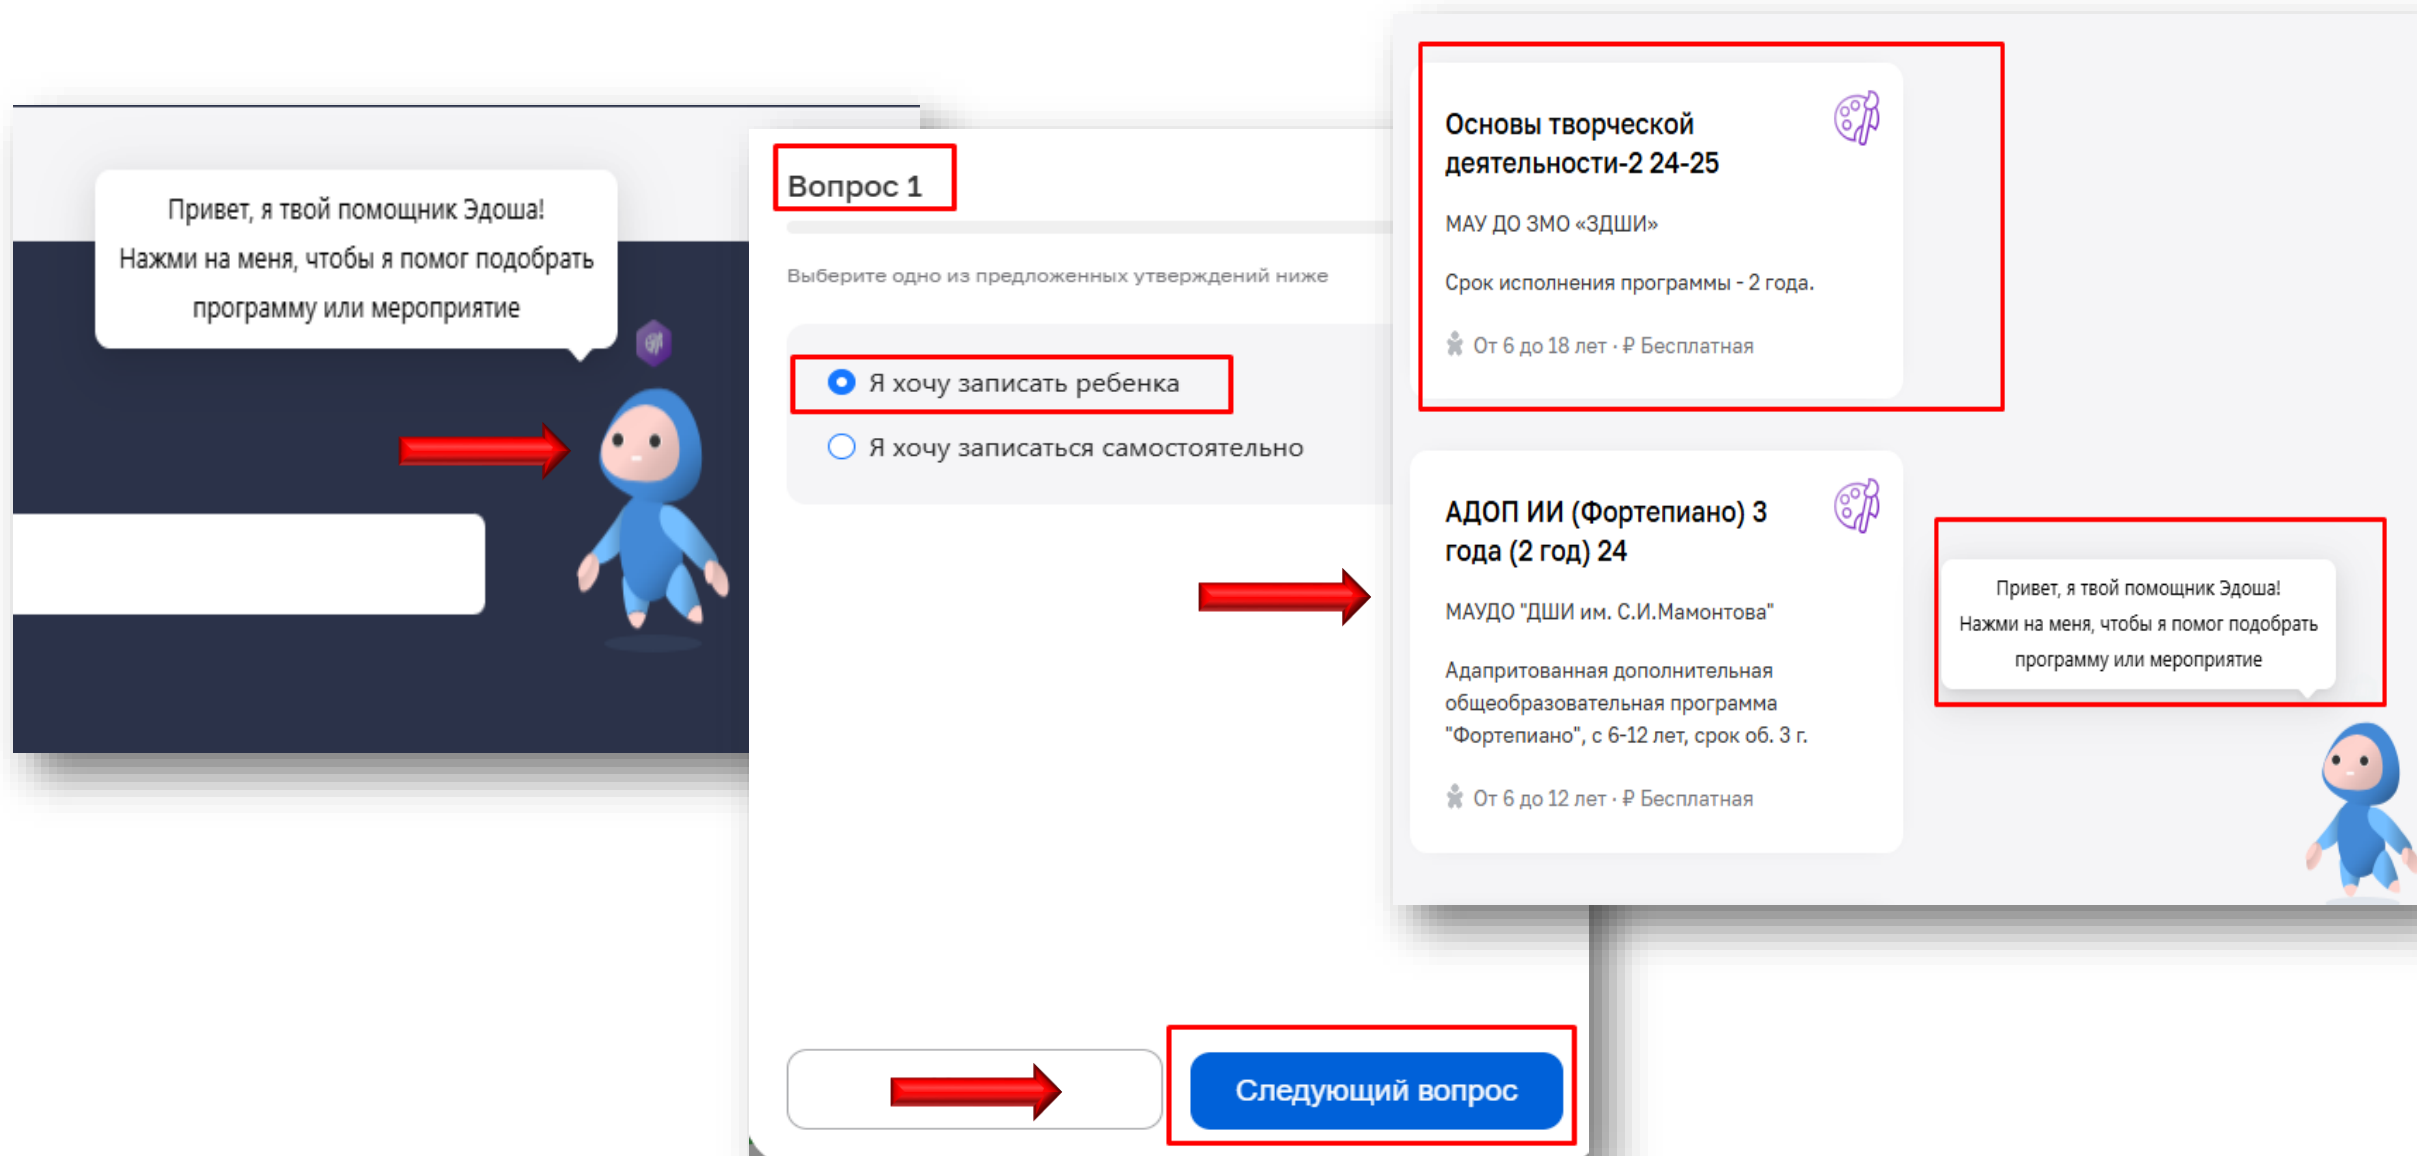 Привет, я твой помощник Эдоша!
Нажми на меня, чтобы я помог подобрать
программу или мероприятие
Вопрос 1
Выберите одно из предложенных утверждений ниже
Я хочу записать ребенка
Я хочу записаться самостоятельно
Следующий вопрос
Основы творческой
деятельности-2 24-25
МАУ ДО ЗМО «ЗДШИ»
Срок исполнения программы - 2 года.
От 6 до 18 лет · ₽ Бесплатная
АДОП ИИ (Фортепиано) 3
года (2 год) 24
МАУДО "ДШИ им. С.И.Мамонтова"
Адапритованная дополнительная
общеобразовательная программа
"Фортепиано", с 6-12 лет, срок об. 3 г.
От 6 до 12 лет · ₽ Бесплатная
Привет, я твой помощник Эдоша!
Нажми на меня, чтобы я помог подобрать
программу или мероприятие